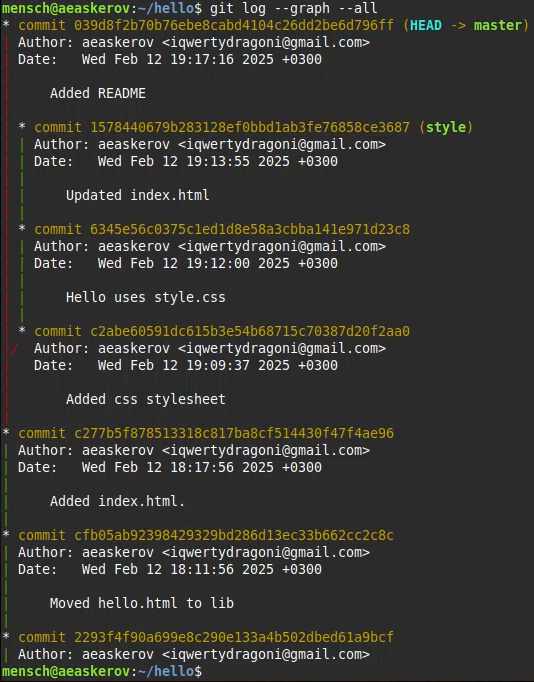 mensch@aeaskerov:~/hello$ git log --graph --all
* commit 039d8f2b70b76ebe8cabd4104c26dd2be6d796ff (HEAD -> master)
| Author: aeaskerov <iqwertydragoni@gmail.com>
| Date:   Wed Feb 12 19:17:16 2025 +0300
|
|     Added README
|
| * commit 1578440679b283128ef0bbd1ab3fe76858ce3687 (style)
| | Author: aeaskerov <iqwertydragoni@gmail.com>
| | Date:   Wed Feb 12 19:13:55 2025 +0300
| |
| |     Updated index.html
| |
| * commit 6345e56c0375c1ed1d8e58a3cbba141e971d23c8
| | Author: aeaskerov <iqwertydragoni@gmail.com>
| | Date:   Wed Feb 12 19:12:00 2025 +0300
| |
| |     Hello uses style.css
| |
| * commit c2abe60591dc615b3e54b68715c70387d20f2aa0
|/  Author: aeaskerov <iqwertydragoni@gmail.com>
|   Date:   Wed Feb 12 19:09:37 2025 +0300
|
|       Added css stylesheet
|
* commit c277b5f878513318c817ba8cf514430f47f4ae96
| Author: aeaskerov <iqwertydragoni@gmail.com>
| Date:   Wed Feb 12 18:17:56 2025 +0300
|
|     Added index.html.
|
* commit cfb05ab92398429329bd286d13ec33b662cc2c8c
| Author: aeaskerov <iqwertydragoni@gmail.com>
| Date:   Wed Feb 12 18:11:56 2025 +0300
|
|     Moved hello.html to lib
|
* commit 2293f4f90a699e8c290e133a4b502dbed61a9bcf
| Author: aeaskerov <iqwertydragoni@gmail.com>
mensch@aeaskerov:~/hello$